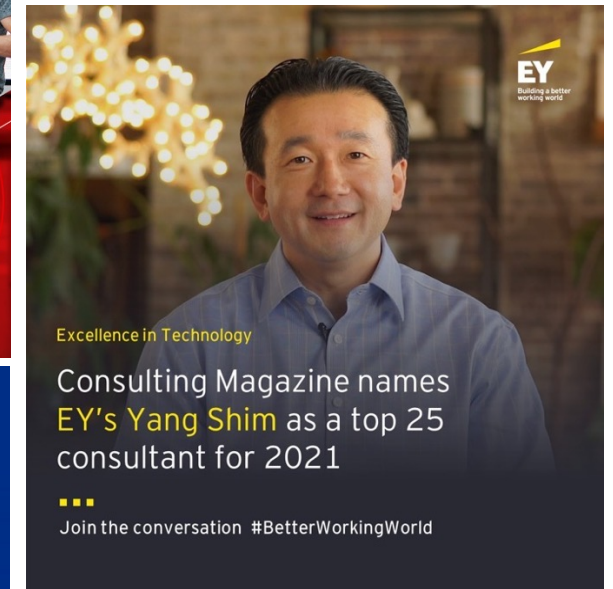 EY
Building a better
working world
Excellence in Technology
Consulting Magazine names
EY's Yang Shim as a top 25
consultant for 2021
Join the conversation #BetterWorkingWorld